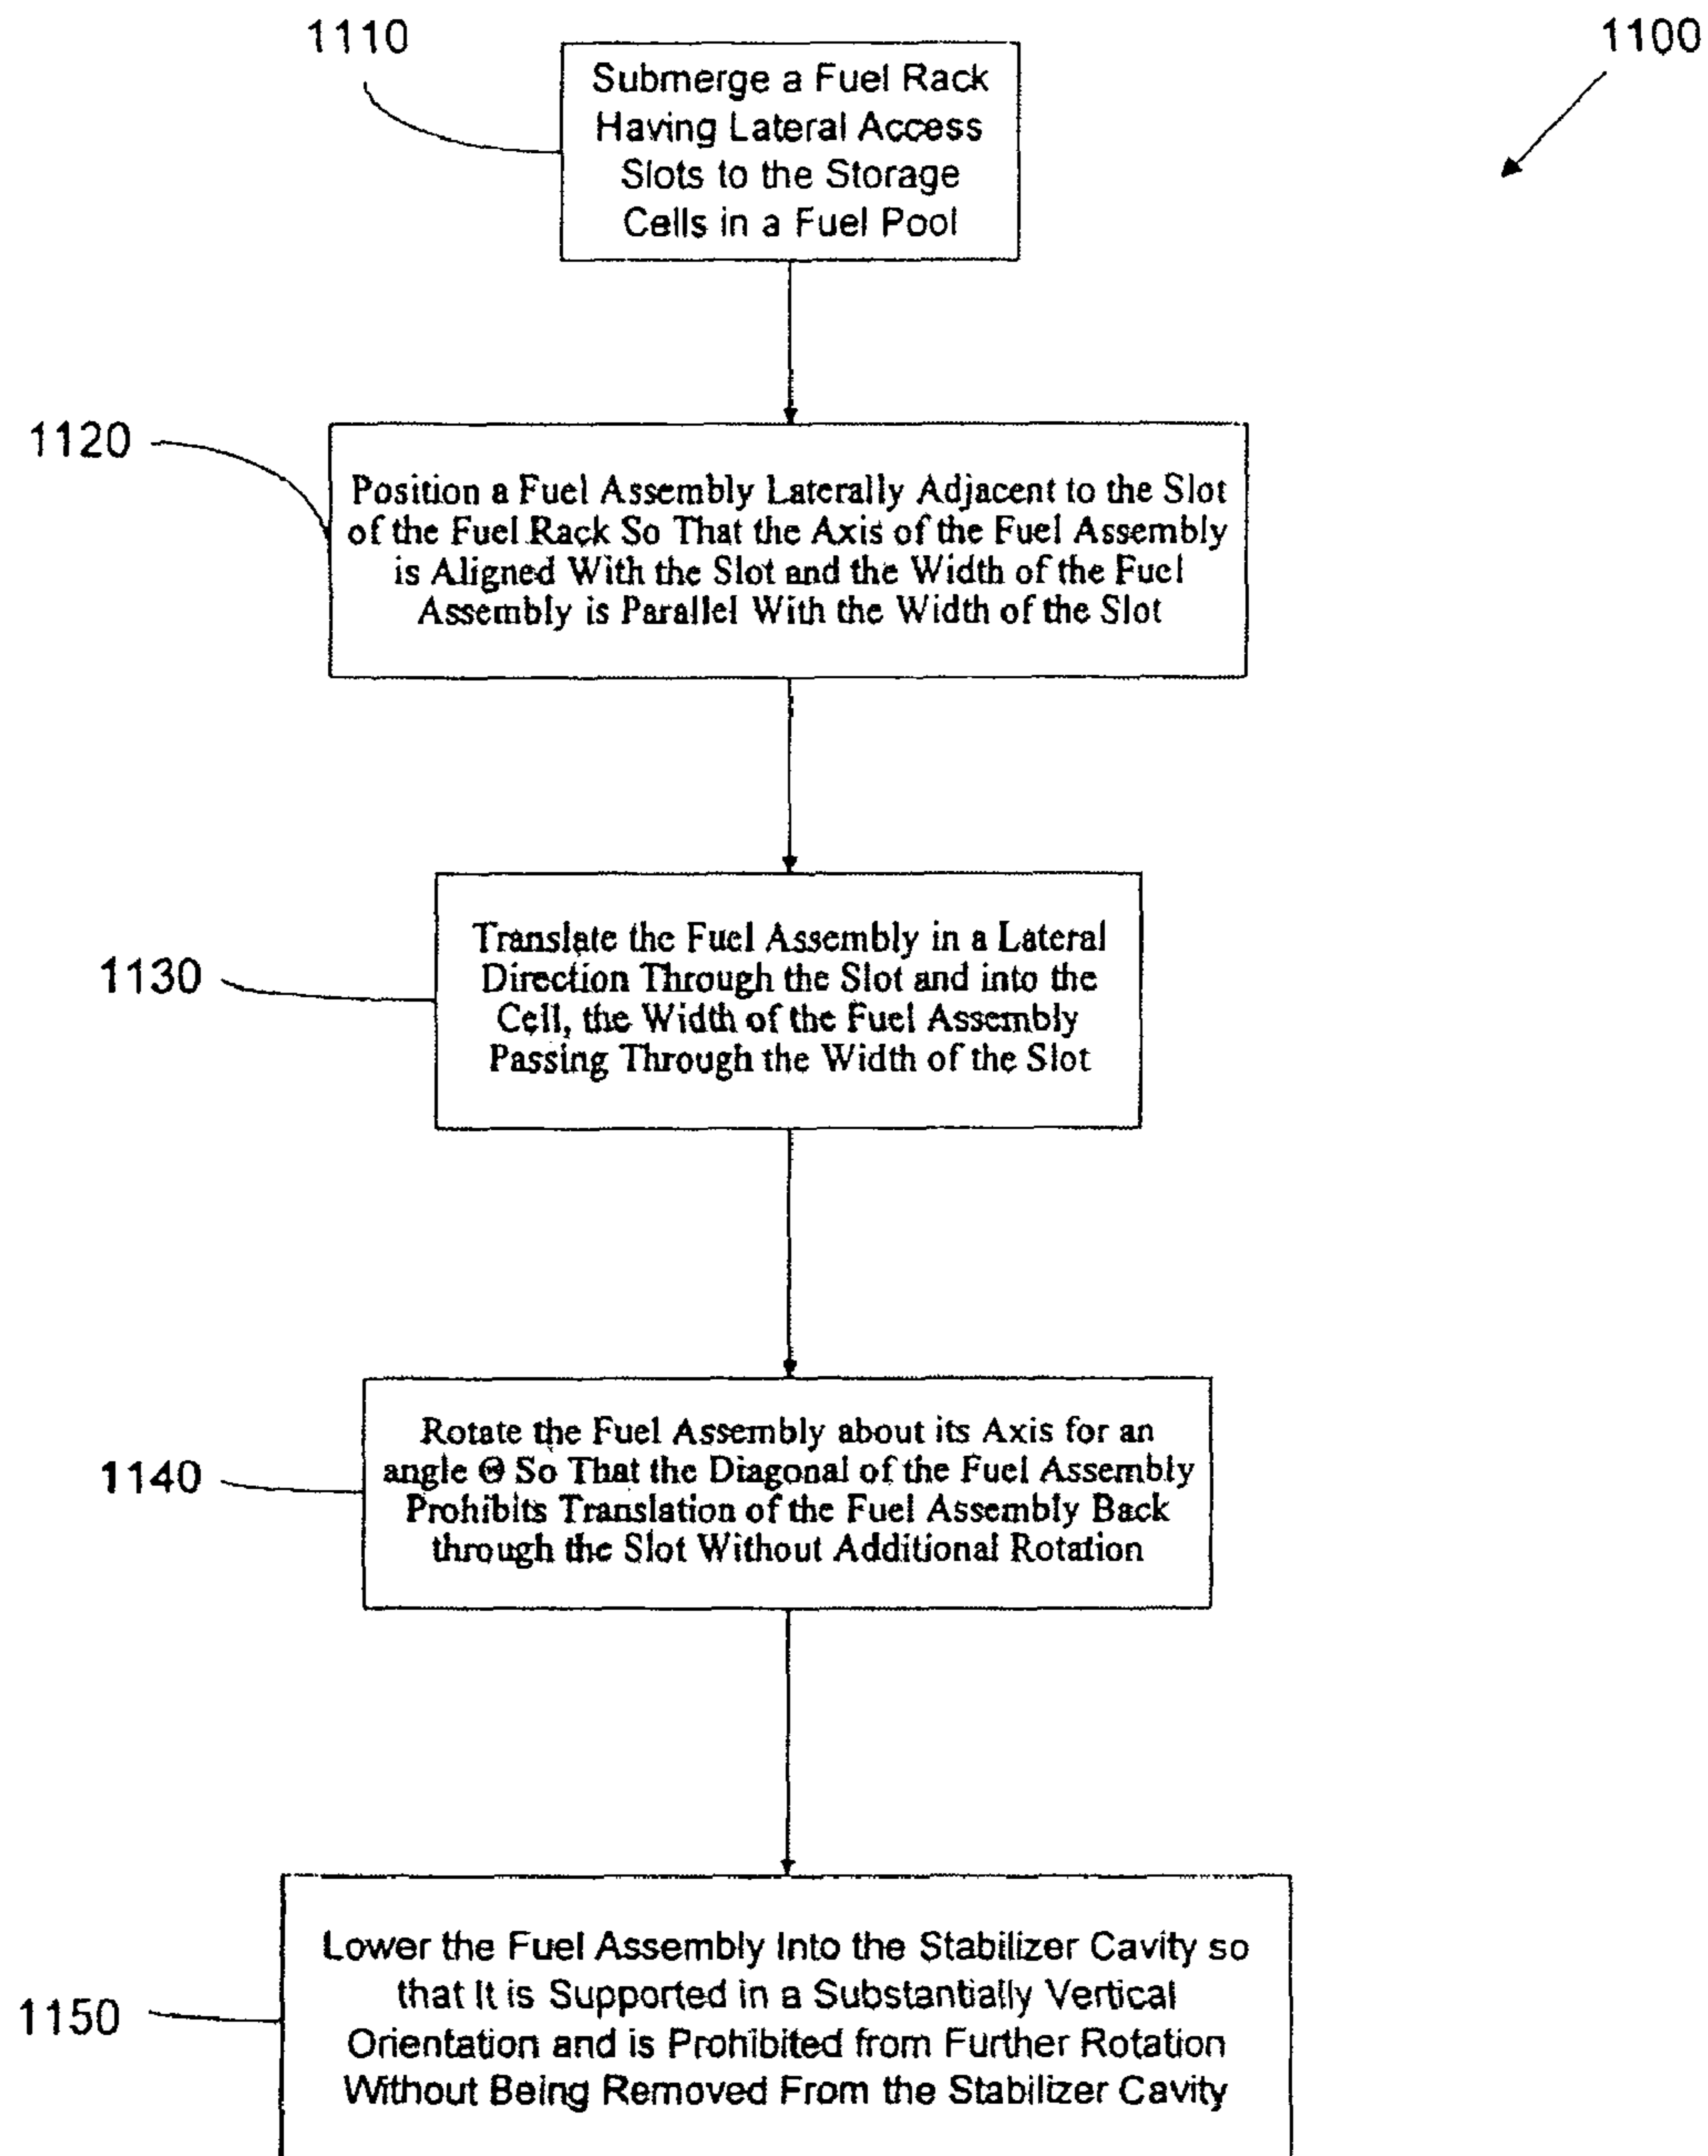 1110
1100
Submerge a Fuel Rack
Having Lateral Access
Slots to the Storage
Cells in a Fuel Pool
1120
Position a Fuel Assembly Laterally Adjacent to the Slot
of the Fuel Rack So That the Axis of the Fuel Assembly
is Aligned With the Slot and the Width of the Fuel
Assembly is Parallel With the Width of the Slot
1130
Translate the Fuel Assembly in a Lateral
Direction Through the Slot and into the
Cell, the Width of the Fuel Assembly
Passing Through the Width of the Slot
1140
Rotate the Fuel Assembly about its Axis for an
angle Θ So That the Diagonal of the Fuel Assembly
Prohibits Translation of the Fuel Assembly Back
through the Slot Without Additional Rotation
1150
Lower the Fuel Assembly Into the Stabilizer Cavity so
that It is Supported in a Substantially Vertical
Orientation and is Prohibited from Further Rotation
Without Being Removed From the Stabilizer Cavity